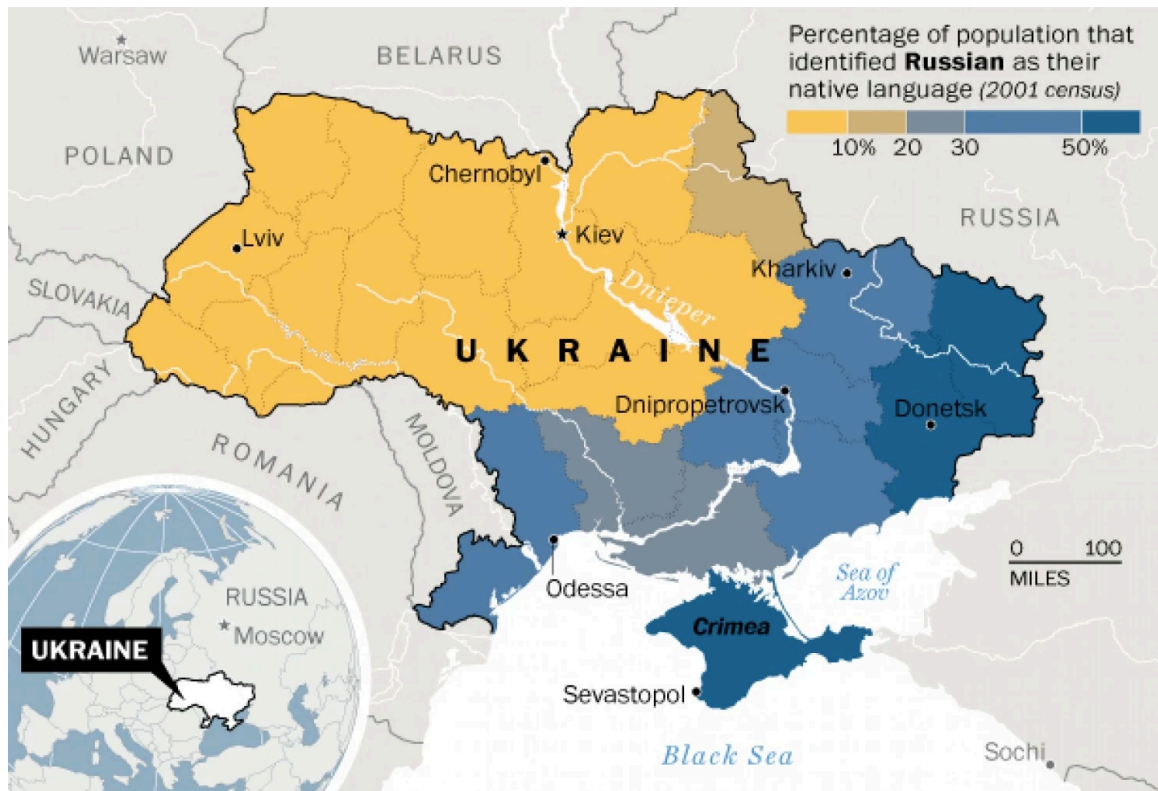 Percentage of population that
identified Russian as their
native language (2001 census)
10% 20 30 50%
Warsaw
BELARUS
POLAND
Chernobyl
RUSSIA
Lviv
Kiev
Kharkiv
SLOVAKIA
Dnieper
UKRAINE
HUNGARY
Dnipropetrovsk
Donetsk
ROMANIA
MOLDOVA
0 100
MILES
Sea of
Azov
Odessa
RUSSIA
Moscow
UKRAINE
Crimea
Sevastopol
Black Sea
Sochi